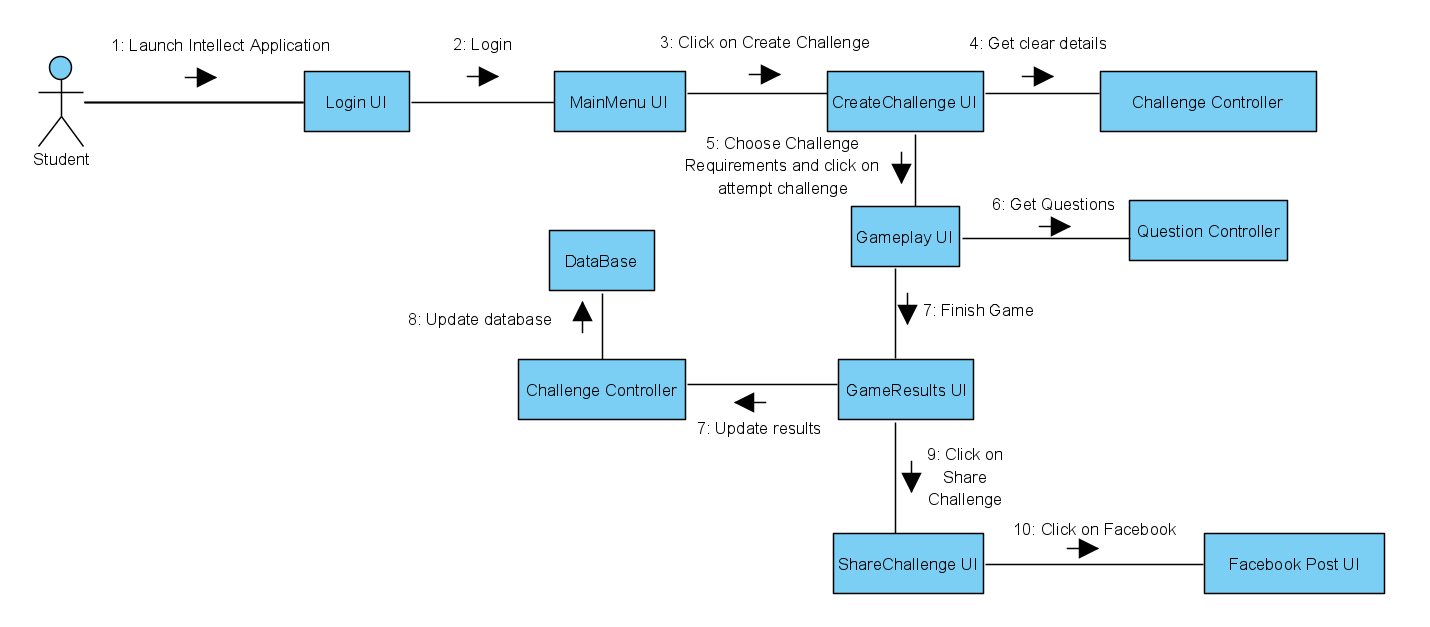 1: Launch Intellect Application
2: Login
3: Click on Create Challenge
4: Get clear details
Login UI
MainMenu UI
CreateChallenge UI
Challenge Controller
Student
5: Choose Challenge
Requirements and click on
attempt challenge
6: Get Questions
Gameplay UI
Question Controller
DataBase
8: Update database
7: Finish Game
Challenge Controller
GameResults UI
7: Update results
9: Click on
Share
Challenge
10: Click on Facebook
ShareChallenge UI
Facebook Post UI